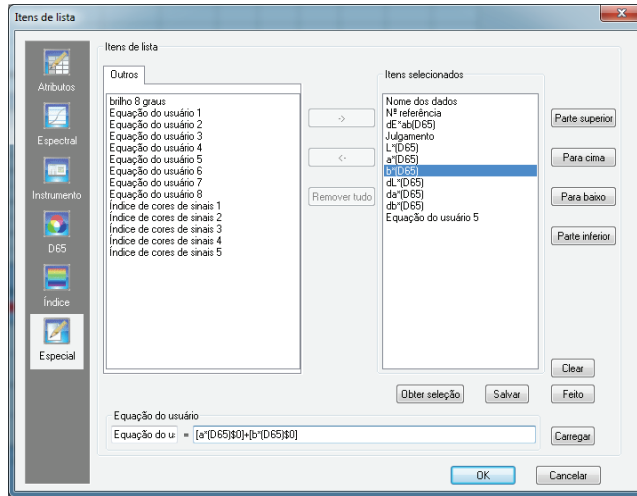 Itens de lista
Itens de lista
Atributos
Espectral
Instrumento
D65
Índice
Especial
Outros
brilho 8 graus
Equação do usuário 1
Equação do usuário 2
Equação do usuário 3
Equação do usuário 4
Equação do usuário 5
Equação do usuário 6
Equação do usuário 7
Equação do usuário 8
Índice de cores de sinais 1
Índice de cores de sinais 2
Índice de cores de sinais 3
Índice de cores de sinais 4
Índice de cores de sinais 5
->
<-
Remover tudo
Itens selecionados
Nome dos dados
Nª referência
dE*ab(D65)
Julgamento
L*(D65)
a*(D65)
b*(D65)
dL*(D65)
da*(D65)
db*(D65)
Equação do usuário 5
Parte superior
Para cima
Para baixo
Parte inferior
Clear
Obter seleção
Salvar
Feito
Equação do usuário
Equação do u: = [a*(D65)$0]+[b*(D65)$0]
Carregar
OK
Cancelar